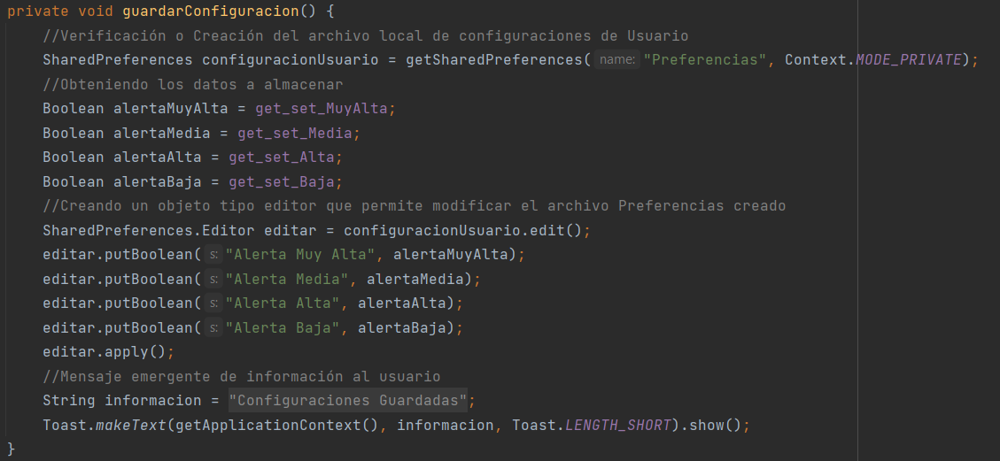 private void guardarConfiguracion() {
    //Verificación o Creación del archivo local de configuraciones de Usuario
    SharedPreferences configuracionUsuario = getSharedPreferences( name: "Preferencias", Context.MODE_PRIVATE);
    //Obteniendo los datos a almacenar
    Boolean alertaMuyAlta = get_set_MuyAlta;
    Boolean alertaMedia = get_set_Media;
    Boolean alertaAlta = get_set_Alta;
    Boolean alertaBaja = get_set_Baja;
    //Creando un objeto tipo editor que permite modificar el archivo Preferencias creado
    SharedPreferences.Editor editar = configuracionUsuario.edit();
    editar.putBoolean( s: "Alerta Muy Alta", alertaMuyAlta);
    editar.putBoolean( s: "Alerta Media", alertaMedia);
    editar.putBoolean( s: "Alerta Alta", alertaAlta);
    editar.putBoolean( s: "Alerta Baja", alertaBaja);
    editar.apply();
    //Mensaje emergente de información al usuario
    String informacion = "Configuraciones Guardadas";
    Toast.makeText(getApplicationContext(), informacion, Toast.LENGTH_SHORT).show();
}